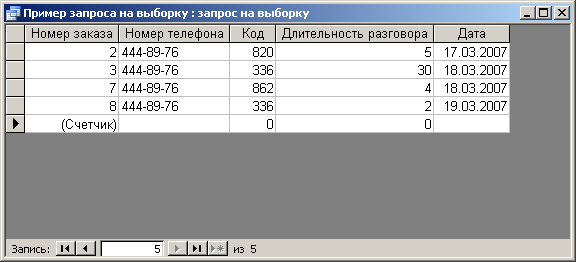 Пример запроса на выборку : запрос на выборку
Номер заказа Номер телефона Код Длительность разговора Дата
2 444-89-76 820 5 17.03.2007
3 444-89-76 336 30 18.03.2007
7 444-89-76 862 4 18.03.2007
8 444-89-76 336 2 19.03.2007
(Счетчик) 0 0
Запись: 5 из 5